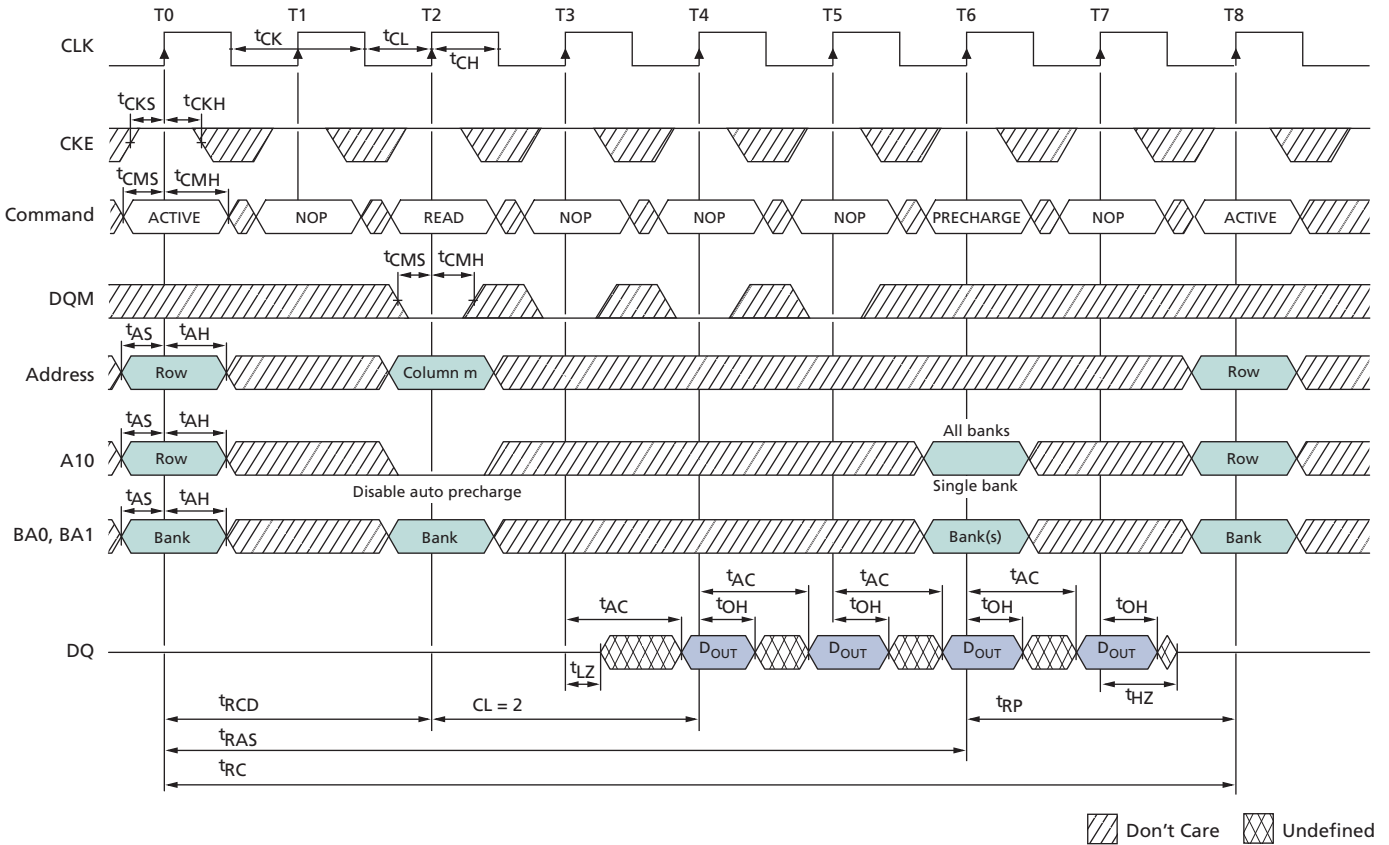 T0 T1 T2 T3 T4 T5 T6 T7 T8
CLK tCK tCL tCH
tCKS tCKH
CKE
tCMS tCMH
Command ACTIVE NOP READ NOP NOP NOP PRECHARGE NOP ACTIVE
tCMS tCMH
DQM
tAS tAH
Address Row Column m Row
tAS tAH All banks
A10 Row Row
Disable auto precharge Single bank
tAS tAH
BA0, BA1 Bank Bank Bank(s) Bank
tAC tAC tAC tAC
tOH tOH tOH tOH
DQ DOUT DOUT DOUT DOUT
tLZ tHZ
tRCD CL = 2 tRP
tRAS
tRC
Don't Care Undefined